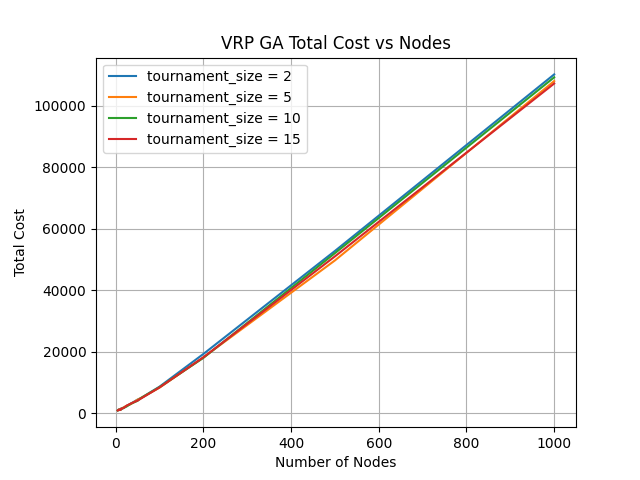 VRP GA Total Cost vs Nodes
tournament_size = 2
tournament_size = 5
tournament_size = 10
tournament_size = 15
100000
80000
60000
40000
20000
0
Total Cost
0 200 400 600 800 1000
Number of Nodes